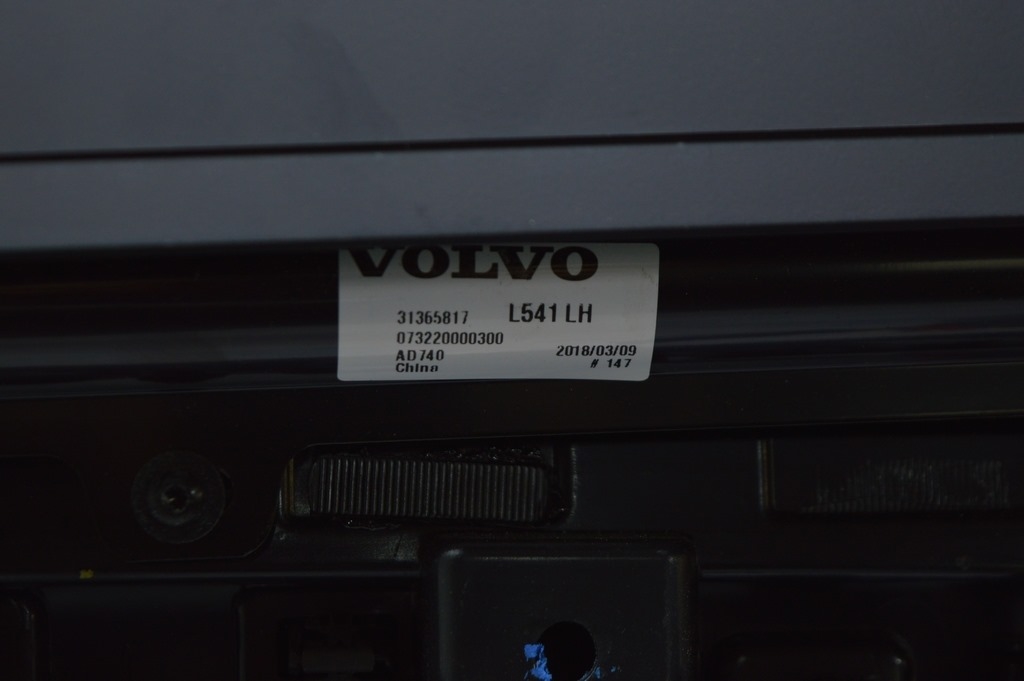 VOLVO
31365817 L541 LH
073220000300
AD740 2018/03/09
China # 147